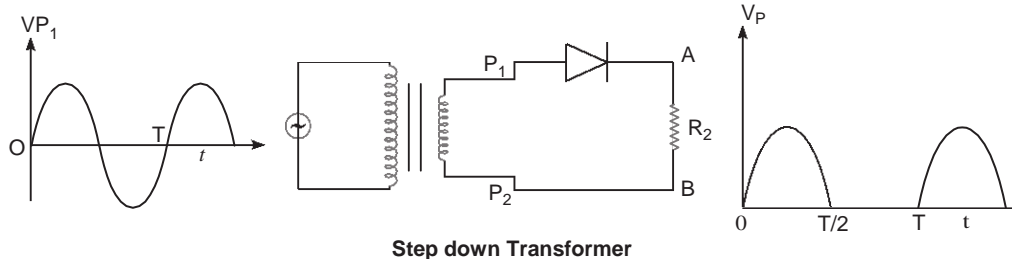 VP₁
O
T
t
P₁
P₂
A
R₂
B
Vₚ
0
T/2
T
t
Step down Transformer